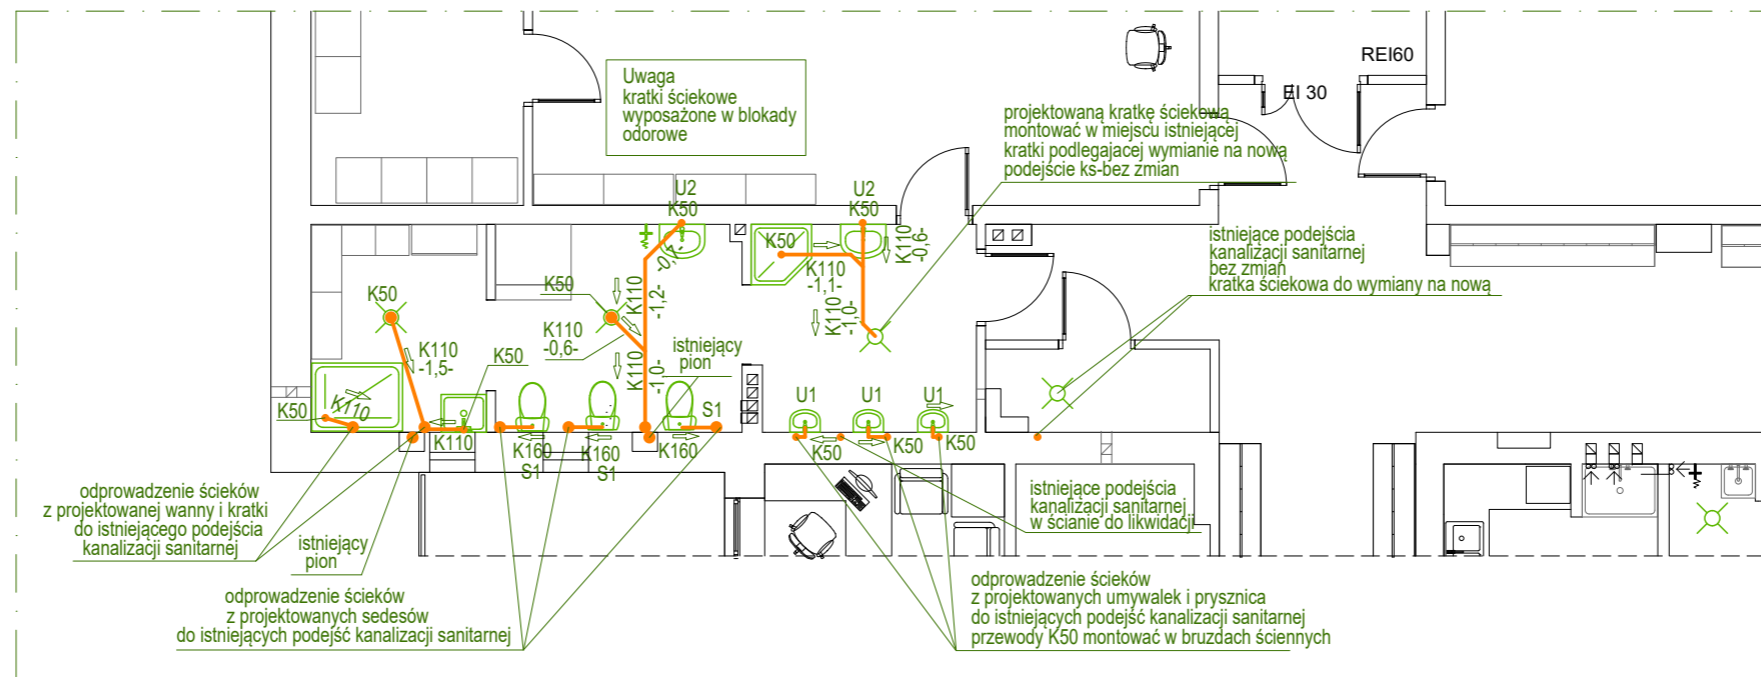 REI60
EI 30
Uwaga
kratki ściekowe
wyposażone w blokady
odorowe
projektowaną kratkę ściekową
montować w miejscu istniejącej
kratki podlegajacej wymianie na nową
podejście ks-bez zmian
istniejące podejścia
kanalizacji sanitarnej
bez zmian
kratka ściekowa do wymiany na nową
U2
K50
U2
K50
K110
-0,6-
K50
K110
-1,1-
K110
-1,0-
-0,7-
K110
-1,2-
K50
K110
-0,6-
K110
-1,0-
istniejący
pion
K50
K110
-1,5-
K50
K50
K110
K110
K160
S1
K160
S1
S1
K160
U1
U1
U1
K50
K50
K50
odprowadzenie ścieków
z projektowanej wanny i kratki
do istniejącego podejścia
kanalizacji sanitarnej
istniejący
pion
odprowadzenie ścieków
z projektowanych sedesów
do istniejących podejść kanalizacji sanitarnej
istniejące podejścia
kanalizacji sanitarnej
w ścianie do likwidacji
odprowadzenie ścieków
z projektowanych umywalek i prysznica
do istniejących podejść kanalizacji sanitarnej
przewody K50 montować w bruzdach ściennych